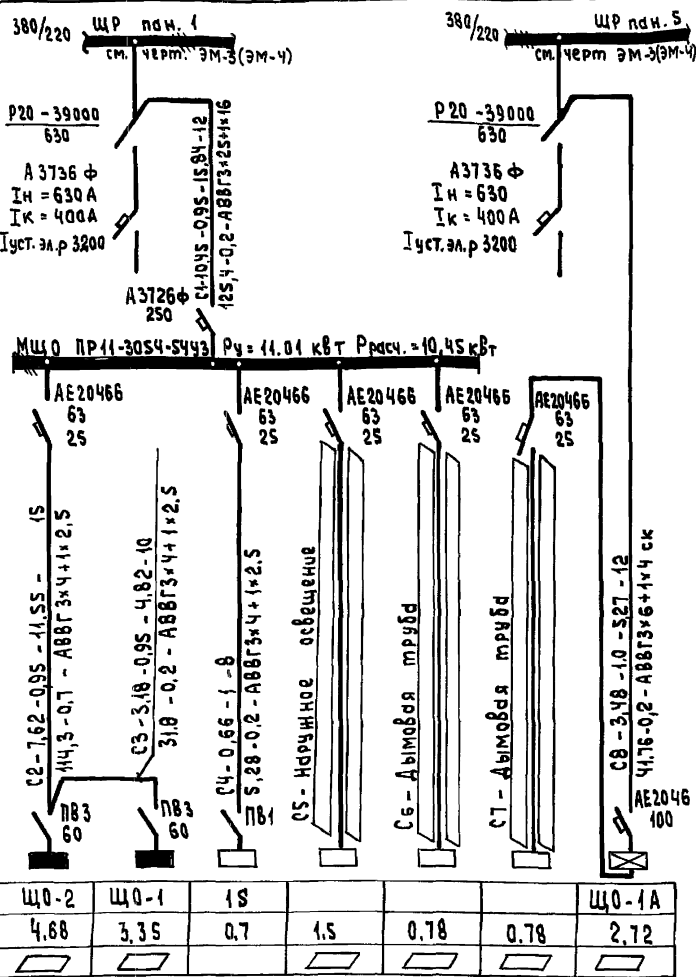 380/220 ЩР пан. 1
см. черт. ЭМ-3(ЭМ-4)
380/220 ЩР пан. 5
см. черт ЭМ-3(ЭМ-4)
Р20-39000
630
А3736 ф
Iн = 630А
Iк = 400А
Iуст. эл.р 3200
С1-10,45-0,95-15,84-12
125,4-0,2-АВВГ3×25+1×16
Р20-39000
630
А3736 ф
Iн = 630
Iк = 400А
Iуст. эл.р 3200
А3726ф
250
МЩО ПР11-3054-54У3 Ру = 11.01 квт Ррасч. = 10,45 квт
АЕ2046Б
63
25
АЕ2046Б
63
25
АЕ2046Б
63
25
АЕ2046Б
63
25
АЕ2046Б
63
25
С2-7,62-0,95-11,55-15
114,3-0,7-АВВГ3×4+1×2,5
С3-3,18-0,95-4,82-10
31.8-0,2-АВВГ3×4+1×2,5
С4-0,66-1-8
5,28-0,2-АВВГ3×4+1×2.5
С5-Наружное освещение
С6-Дымовая труба
С7-Дымовая труба
С8-3,48-1.0-5,27-12
41.76-0,2-АВВГ3×6+1×4 ск
ПВ3
60
ПВ3
60
ПВ1
АЕ2046
100
ЩО-2 ЩО-1 1S ЩО-1А
4,68 3,35 0,7 1.5 0,78 0,78 2,72